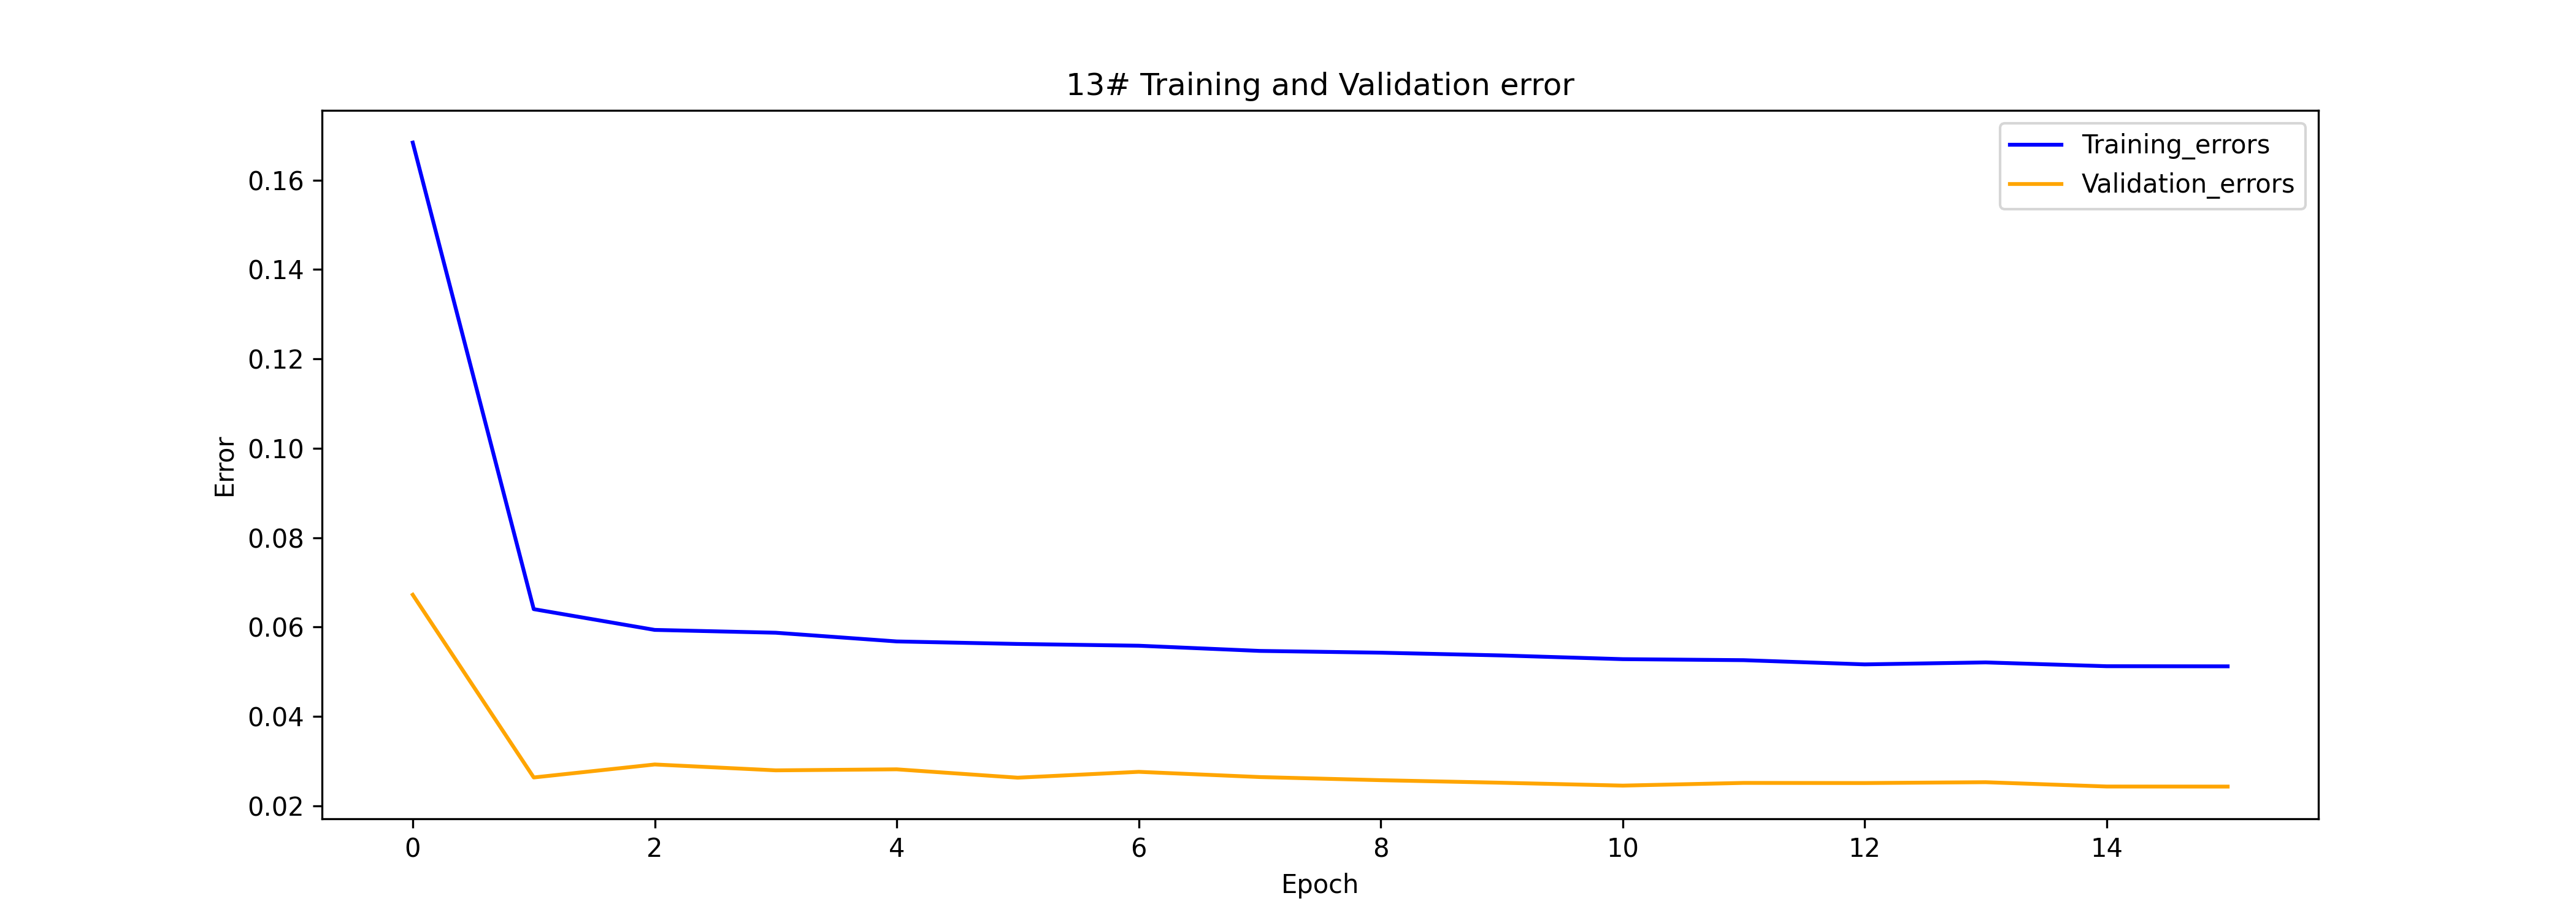 13# Training and Validation error
Training_errors
Validation_errors
0.16
0.14
0.12
0.10
0.08
0.06
0.04
0.02
Error
0 2 4 6 8 10 12 14
Epoch